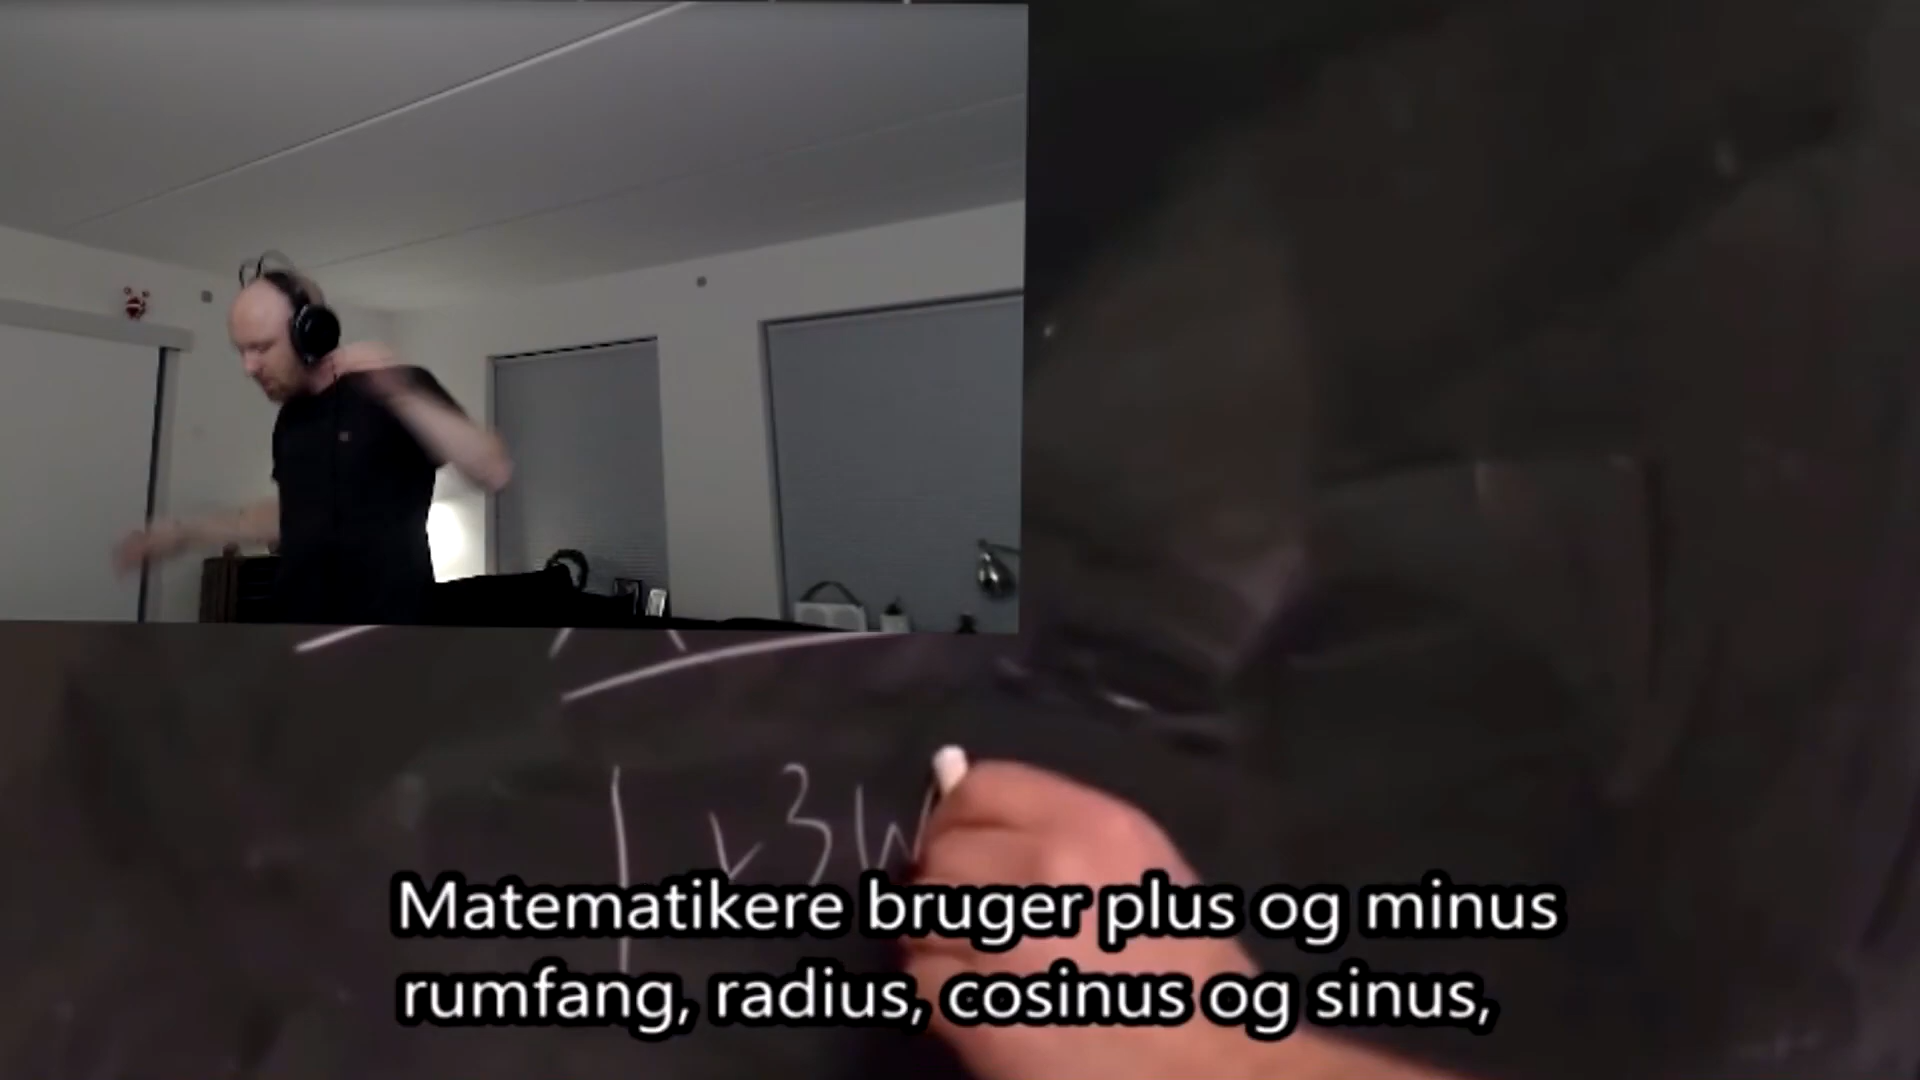 Matematikere bruger plus og minus
rumfang, radius, cosinus og sinus,